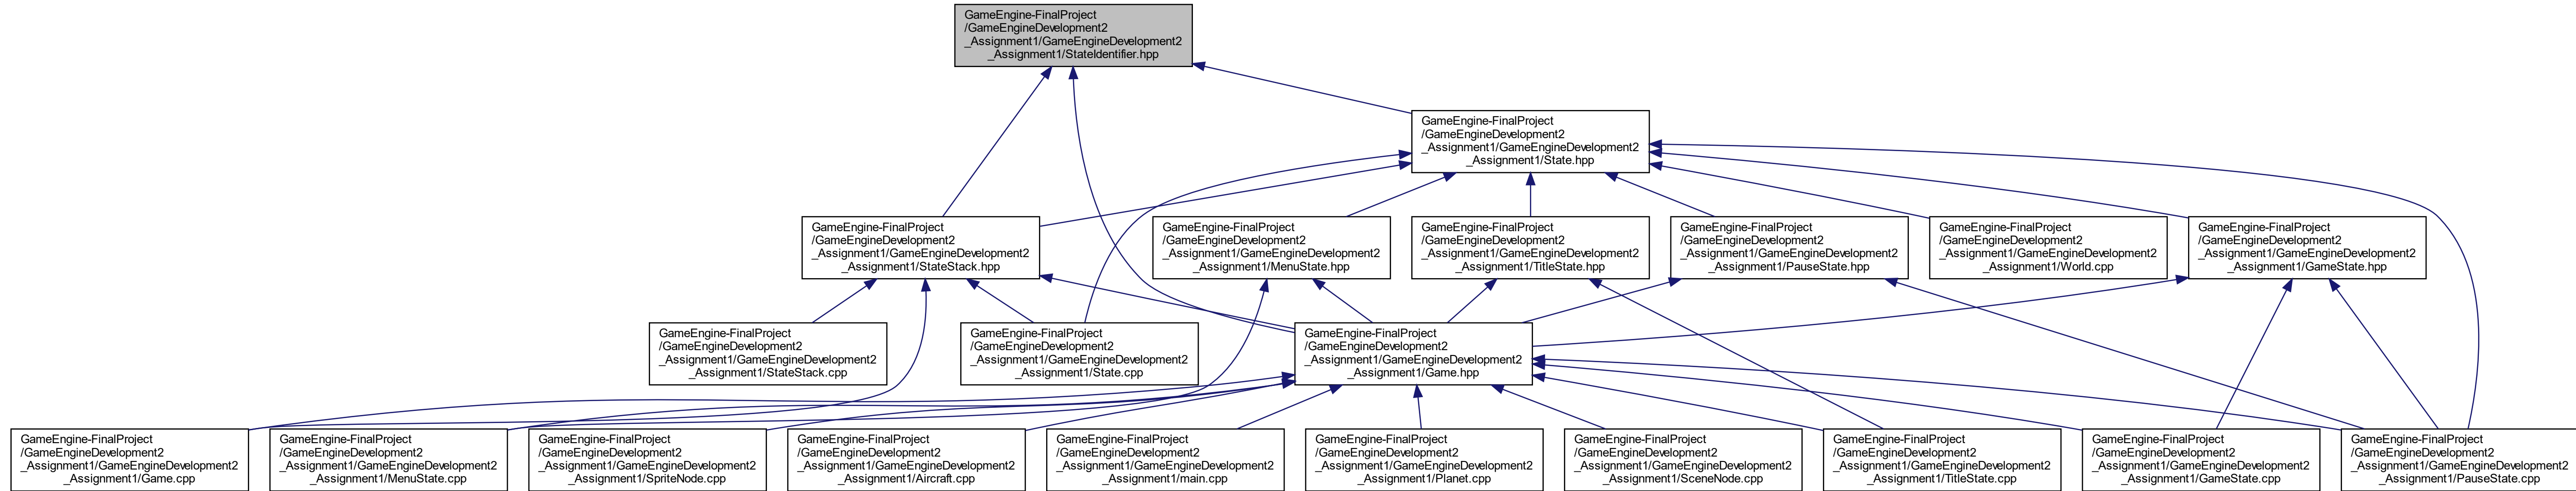 GameEngine-FinalProject
/GameEngineDevelopment2
_Assignment1/GameEngineDevelopment2
_Assignment1/StateIdentifier.hpp
GameEngine-FinalProject
/GameEngineDevelopment2
_Assignment1/GameEngineDevelopment2
_Assignment1/State.hpp
GameEngine-FinalProject
/GameEngineDevelopment2
_Assignment1/GameEngineDevelopment2
_Assignment1/StateStack.hpp
GameEngine-FinalProject
/GameEngineDevelopment2
_Assignment1/GameEngineDevelopment2
_Assignment1/MenuState.hpp
GameEngine-FinalProject
/GameEngineDevelopment2
_Assignment1/GameEngineDevelopment2
_Assignment1/TitleState.hpp
GameEngine-FinalProject
/GameEngineDevelopment2
_Assignment1/GameEngineDevelopment2
_Assignment1/PauseState.hpp
GameEngine-FinalProject
/GameEngineDevelopment2
_Assignment1/GameEngineDevelopment2
_Assignment1/World.cpp
GameEngine-FinalProject
/GameEngineDevelopment2
_Assignment1/GameEngineDevelopment2
_Assignment1/GameState.hpp
GameEngine-FinalProject
/GameEngineDevelopment2
_Assignment1/GameEngineDevelopment2
_Assignment1/StateStack.cpp
GameEngine-FinalProject
/GameEngineDevelopment2
_Assignment1/GameEngineDevelopment2
_Assignment1/State.cpp
GameEngine-FinalProject
/GameEngineDevelopment2
_Assignment1/GameEngineDevelopment2
_Assignment1/Game.hpp
GameEngine-FinalProject
/GameEngineDevelopment2
_Assignment1/GameEngineDevelopment2
_Assignment1/Game.cpp
GameEngine-FinalProject
/GameEngineDevelopment2
_Assignment1/GameEngineDevelopment2
_Assignment1/MenuState.cpp
GameEngine-FinalProject
/GameEngineDevelopment2
_Assignment1/GameEngineDevelopment2
_Assignment1/SpriteNode.cpp
GameEngine-FinalProject
/GameEngineDevelopment2
_Assignment1/GameEngineDevelopment2
_Assignment1/Aircraft.cpp
GameEngine-FinalProject
/GameEngineDevelopment2
_Assignment1/GameEngineDevelopment2
_Assignment1/main.cpp
GameEngine-FinalProject
/GameEngineDevelopment2
_Assignment1/GameEngineDevelopment2
_Assignment1/Planet.cpp
GameEngine-FinalProject
/GameEngineDevelopment2
_Assignment1/GameEngineDevelopment2
_Assignment1/SceneNode.cpp
GameEngine-FinalProject
/GameEngineDevelopment2
_Assignment1/GameEngineDevelopment2
_Assignment1/TitleState.cpp
GameEngine-FinalProject
/GameEngineDevelopment2
_Assignment1/GameEngineDevelopment2
_Assignment1/GameState.cpp
GameEngine-FinalProject
/GameEngineDevelopment2
_Assignment1/GameEngineDevelopment2
_Assignment1/PauseState.cpp